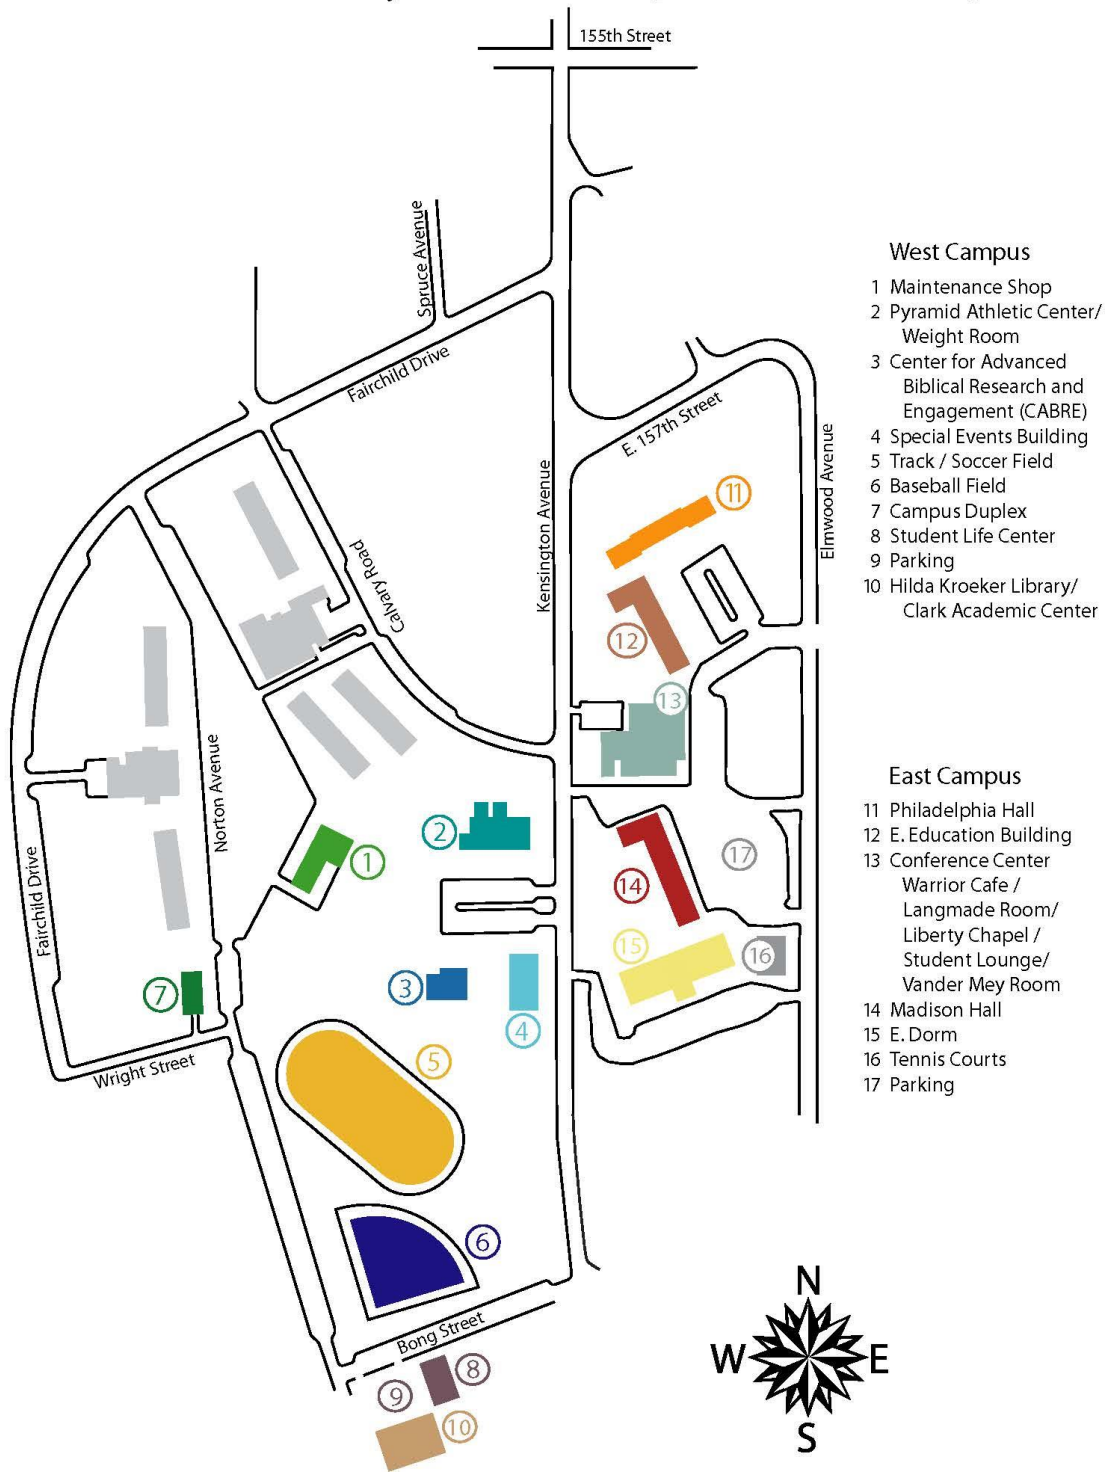 155th Street
Spruce Avenue
Fairchild Drive
E. 157th Street
Kensington Avenue
Elmwood Avenue
Calvary Road
Norton Avenue
Fairchild Drive
Wright Street
Bong Street
11
12
13
2
1
14
17
15
16
7
3
4
5
6
8
9
10
West Campus
1 Maintenance Shop
2 Pyramid Athletic Center/
Weight Room
3 Center for Advanced
Biblical Research and
Engagement (CABRE)
4 Special Events Building
5 Track / Soccer Field
6 Baseball Field
7 Campus Duplex
8 Student Life Center
9 Parking
10 Hilda Kroeker Library/
Clark Academic Center
East Campus
11 Philadelphia Hall
12 E. Education Building
13 Conference Center
Warrior Cafe /
Langmade Room/
Liberty Chapel /
Student Lounge/
Vander Mey Room
14 Madison Hall
15 E. Dorm
16 Tennis Courts
17 Parking
N
W E
S